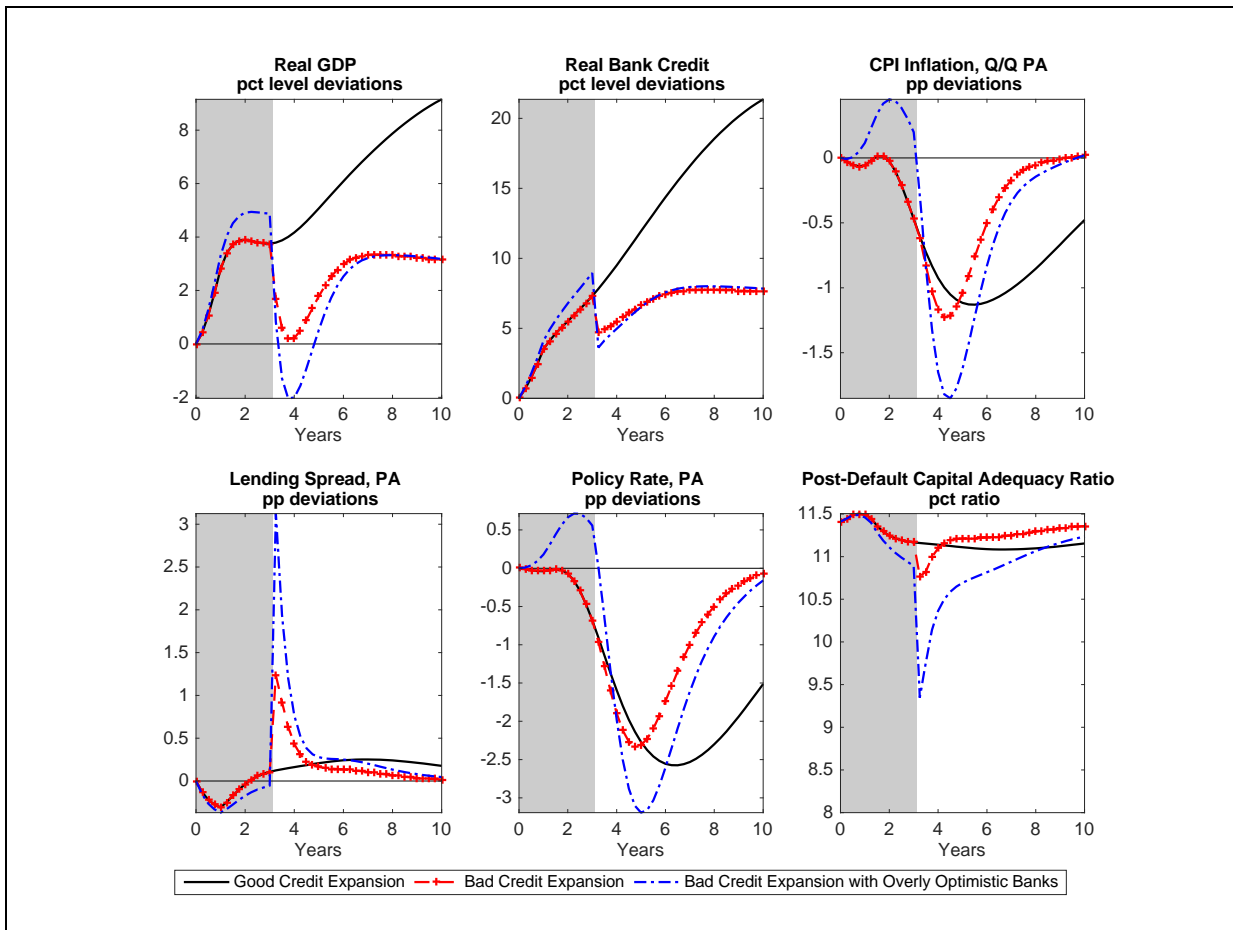 Real GDP
pct level deviations
8
6
4
2
0
-2
0 2 4 6 8 10
Years
Real Bank Credit
pct level deviations
20
15
10
5
0
0 2 4 6 8 10
Years
CPI Inflation, Q/Q PA
pp deviations
0
-0.5
-1
-1.5
0 2 4 6 8 10
Years
Lending Spread, PA
pp deviations
3
2.5
2
1.5
1
0.5
0
0 2 4 6 8 10
Years
Policy Rate, PA
pp deviations
0.5
0
-0.5
-1
-1.5
-2
-2.5
-3
0 2 4 6 8 10
Years
Post-Default Capital Adequacy Ratio
pct ratio
11.5
11
10.5
10
9.5
9
8.5
8
0 2 4 6 8 10
Years
Good Credit Expansion Bad Credit Expansion Bad Credit Expansion with Overly Optimistic Banks